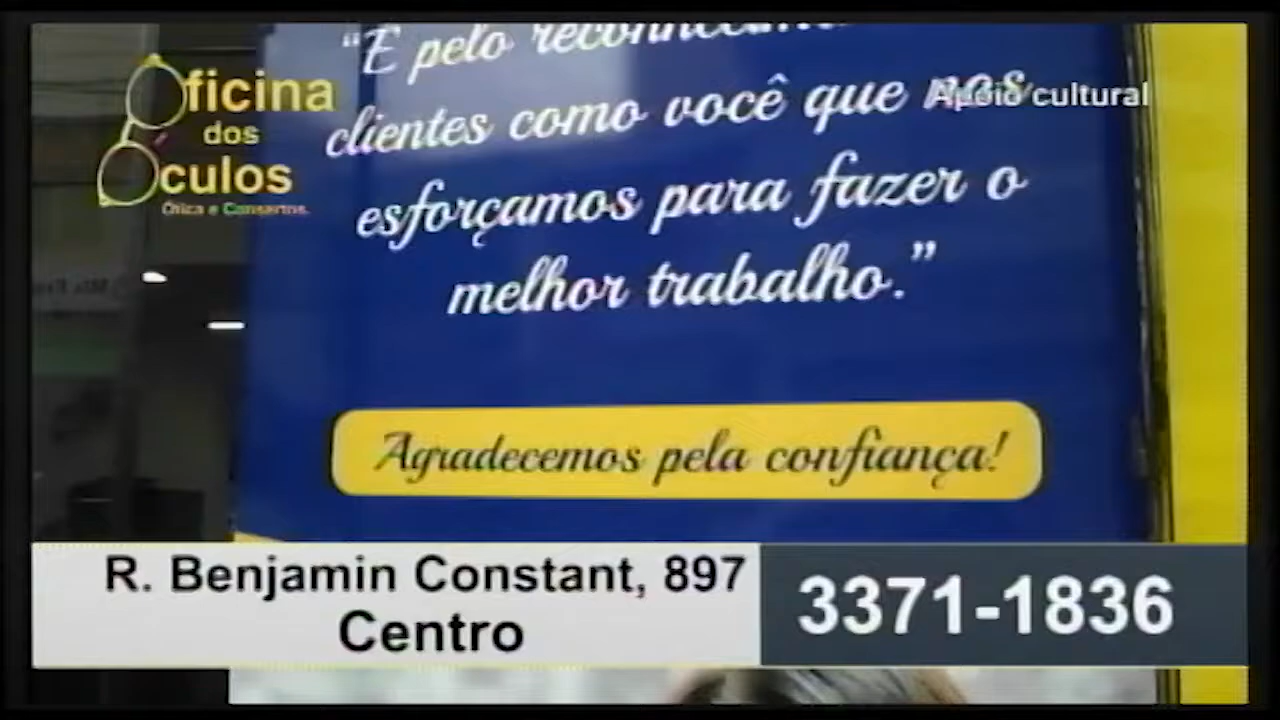 Oficina
dos
Óculos
Ótica e Consertos.
Apoio cultural
“É pelo
clientes como você que nos
esforçamos para fazer o
melhor trabalho.”
Agradecemos pela confiança!
R. Benjamin Constant, 897
Centro
3371-1836